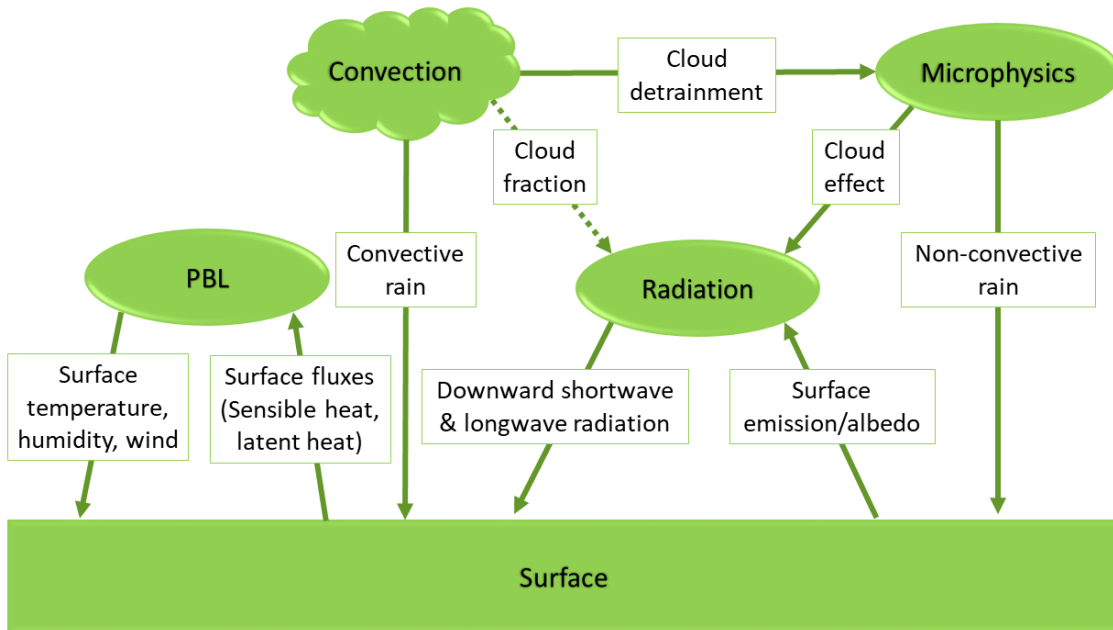 Convection
Cloud
detrainment
Microphysics
Cloud
fraction
Cloud
effect
PBL
Convective
rain
Radiation
Non-convective
rain
Surface
temperature,
humidity, wind
Surface fluxes
(Sensible heat,
latent heat)
Downward shortwave
& longwave radiation
Surface
emission/albedo
Surface